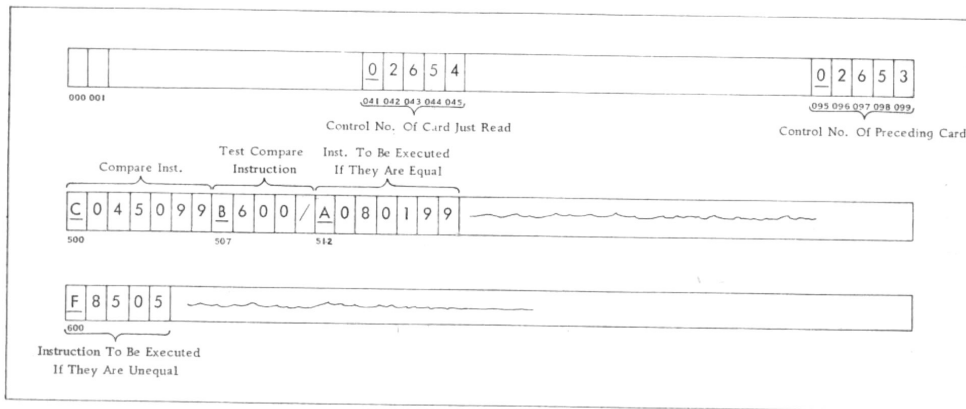 0 2 6 5 4
0 2 6 5 3
000 001
041 042 043 044 045
095 096 097 098 099
Control No. Of Card Just Read
Control No. Of Preceding Card
Compare Inst.
Test Compare
Instruction
Inst. To Be Executed
If They Are Equal
C 0 4 5 0 9 9 B 6 0 0 / A 0 8 0 1 9 9
500
507
512
F 8 5 0 5
600
Instruction To Be Executed
If They Are Unequal